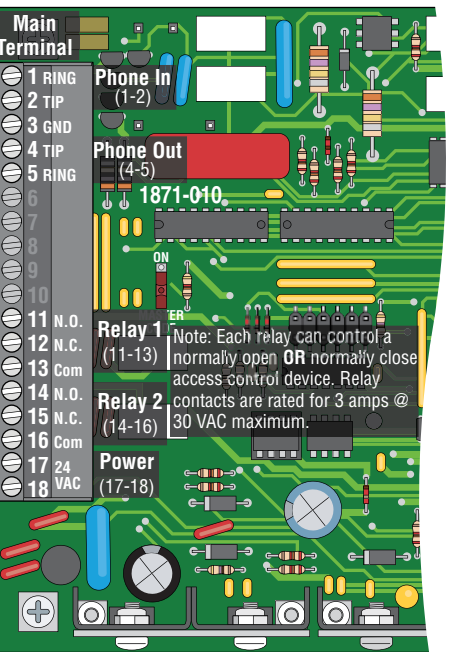 Main
Terminal
1 RING
2 TIP
Phone In
(1-2)
3 GND
4 TIP
5 RING
Phone Out
(4-5)
1871-010
6
7
8
9
10
ON
11 N.O.
12 N.C.
13 Com
Relay 1
(11-13)
Note: Each relay can control a
normally open OR normally close
access control device. Relay
contacts are rated for 3 amps @
30 VAC maximum.
14 N.O.
15 N.C.
16 Com
Relay 2
(14-16)
17 24
18 VAC
Power
(17-18)